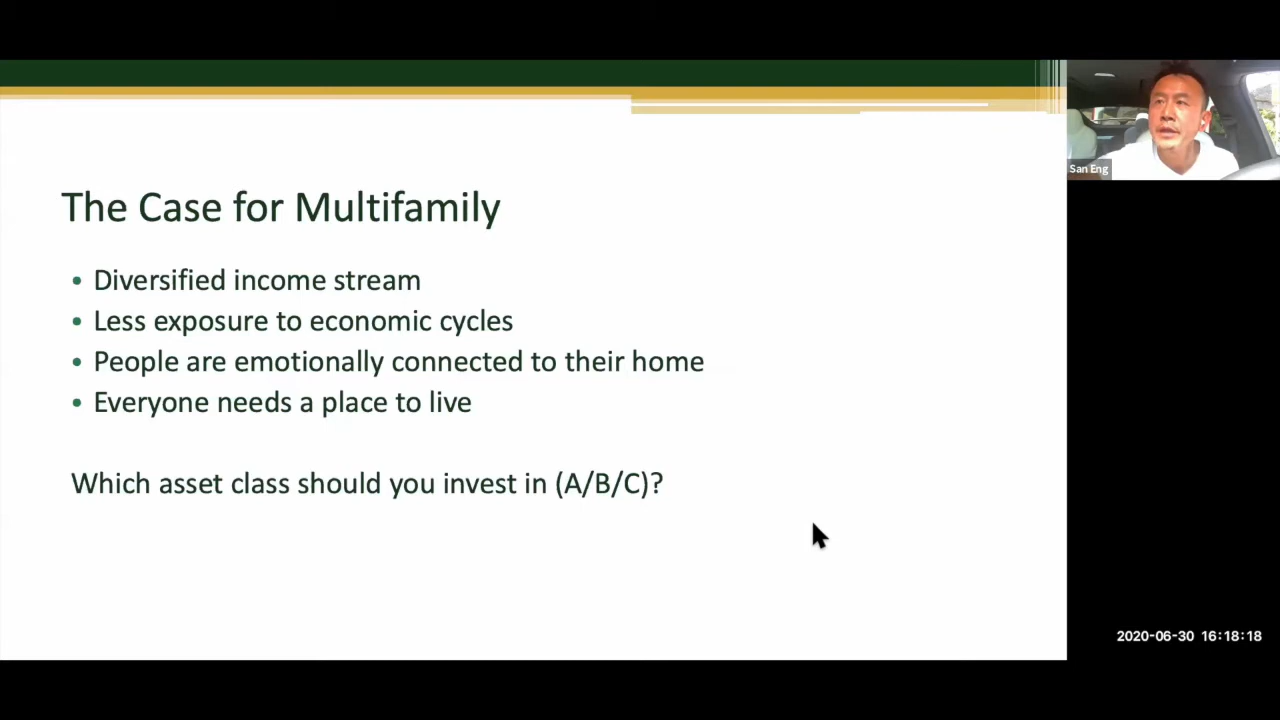 The Case for Multifamily
• Diversified income stream
• Less exposure to economic cycles
• People are emotionally connected to their home
• Everyone needs a place to live
Which asset class should you invest in (A/B/C)?
San Eng
2020-06-30 16:18:18